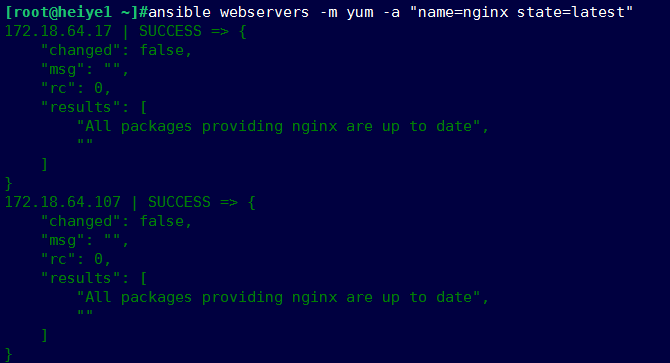 [root@heiye1 ~]#ansible webservers -m yum -a "name=nginx state=latest"
172.18.64.17 | SUCCESS => {
    "changed": false,
    "msg": "",
    "rc": 0,
    "results": [
        "All packages providing nginx are up to date",
        ""
    ]
}
172.18.64.107 | SUCCESS => {
    "changed": false,
    "msg": "",
    "rc": 0,
    "results": [
        "All packages providing nginx are up to date",
        ""
    ]
}